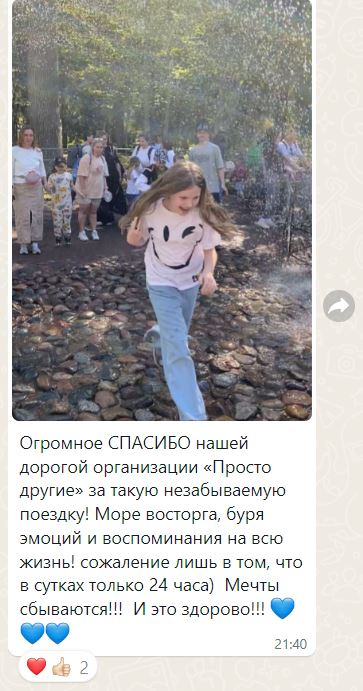 Огромное СПАСИБО нашей
дорогой организации «Просто
другие» за такую незабываемую
поездку! Море восторга, буря
эмоций и воспоминания на всю
жизнь! сожаление лишь в том, что
в сутках только 24 часа)  Мечты
сбываются!!!  И это здорово!!! 💙
💙💙
21:40
❤️👍🏼 2